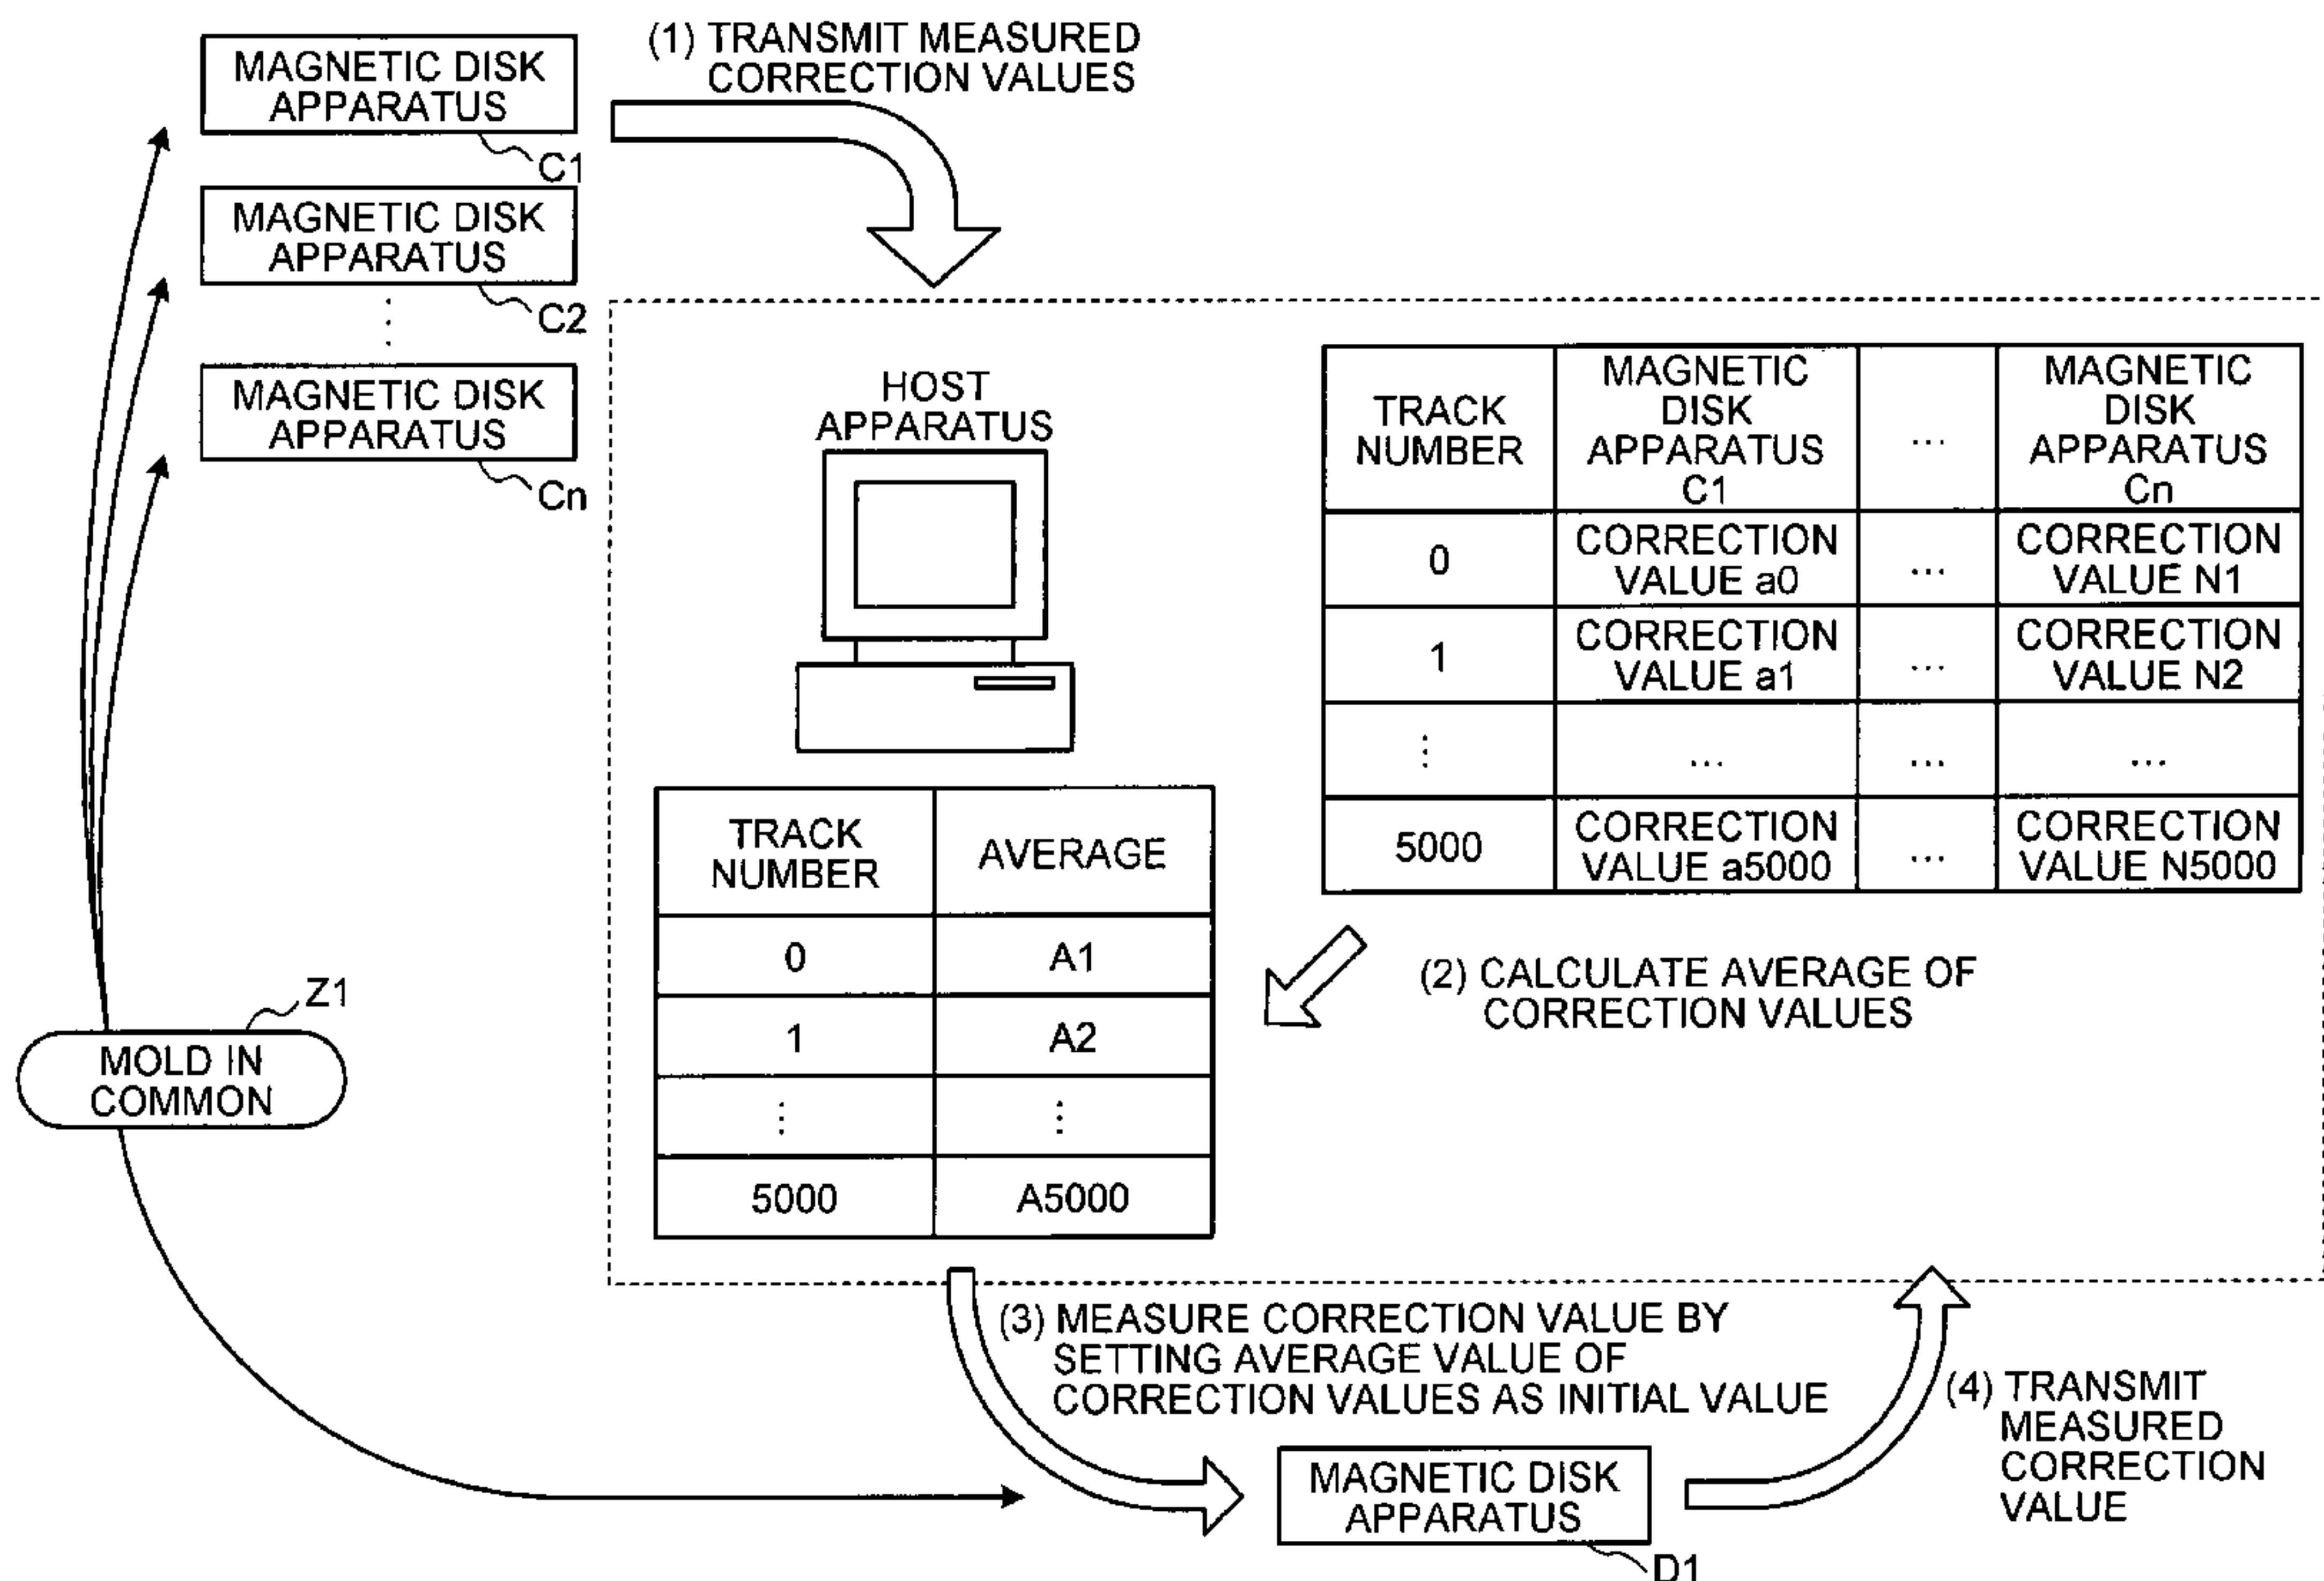 MAGNETIC DISK
APPARATUS
C1
MAGNETIC DISK
APPARATUS
C2
⋮
MAGNETIC DISK
APPARATUS
Cn
(1) TRANSMIT MEASURED
CORRECTION VALUES
HOST
APPARATUS
TRACK
NUMBER
MAGNETIC
DISK
APPARATUS
C1
...
MAGNETIC
DISK
APPARATUS
Cn
0
CORRECTION
VALUE a0
...
CORRECTION
VALUE N1
1
CORRECTION
VALUE a1
...
CORRECTION
VALUE N2
⋮
...
...
...
5000
CORRECTION
VALUE a5000
...
CORRECTION
VALUE N5000
(2) CALCULATE AVERAGE OF
CORRECTION VALUES
TRACK
NUMBER
AVERAGE
0
A1
1
A2
⋮
⋮
5000
A5000
Z1
MOLD IN
COMMON
(3) MEASURE CORRECTION VALUE BY
SETTING AVERAGE VALUE OF
CORRECTION VALUES AS INITIAL VALUE
MAGNETIC DISK
APPARATUS
D1
(4) TRANSMIT
MEASURED
CORRECTION
VALUE